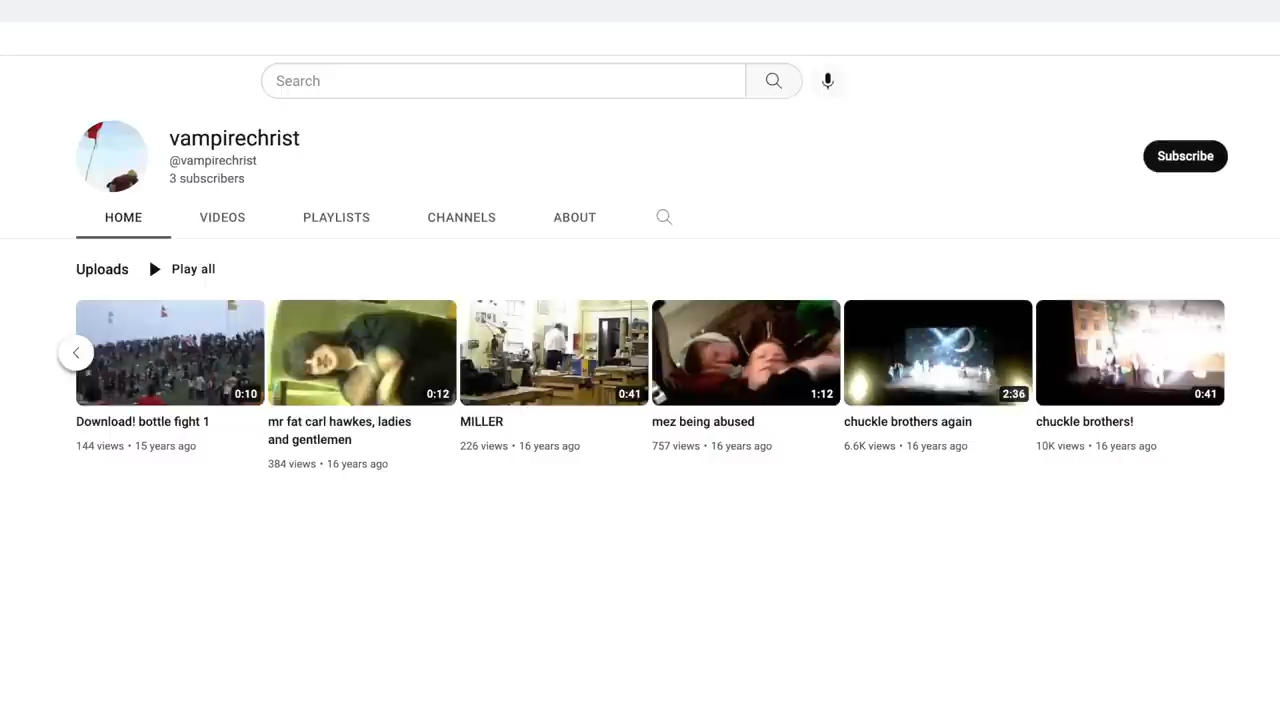 Search
vampirechrist
@vampirechrist
3 subscribers
Subscribe
HOME VIDEOS PLAYLISTS CHANNELS ABOUT
Uploads Play all
0:10 0:12 0:41 1:12 2:36 0:41
Download! bottle fight 1
144 views • 15 years ago
mr fat carl hawkes, ladies
and gentlemen
384 views • 16 years ago
MILLER
226 views • 16 years ago
mez being abused
757 views • 16 years ago
chuckle brothers again
6.6K views • 16 years ago
chuckle brothers!
10K views • 16 years ago